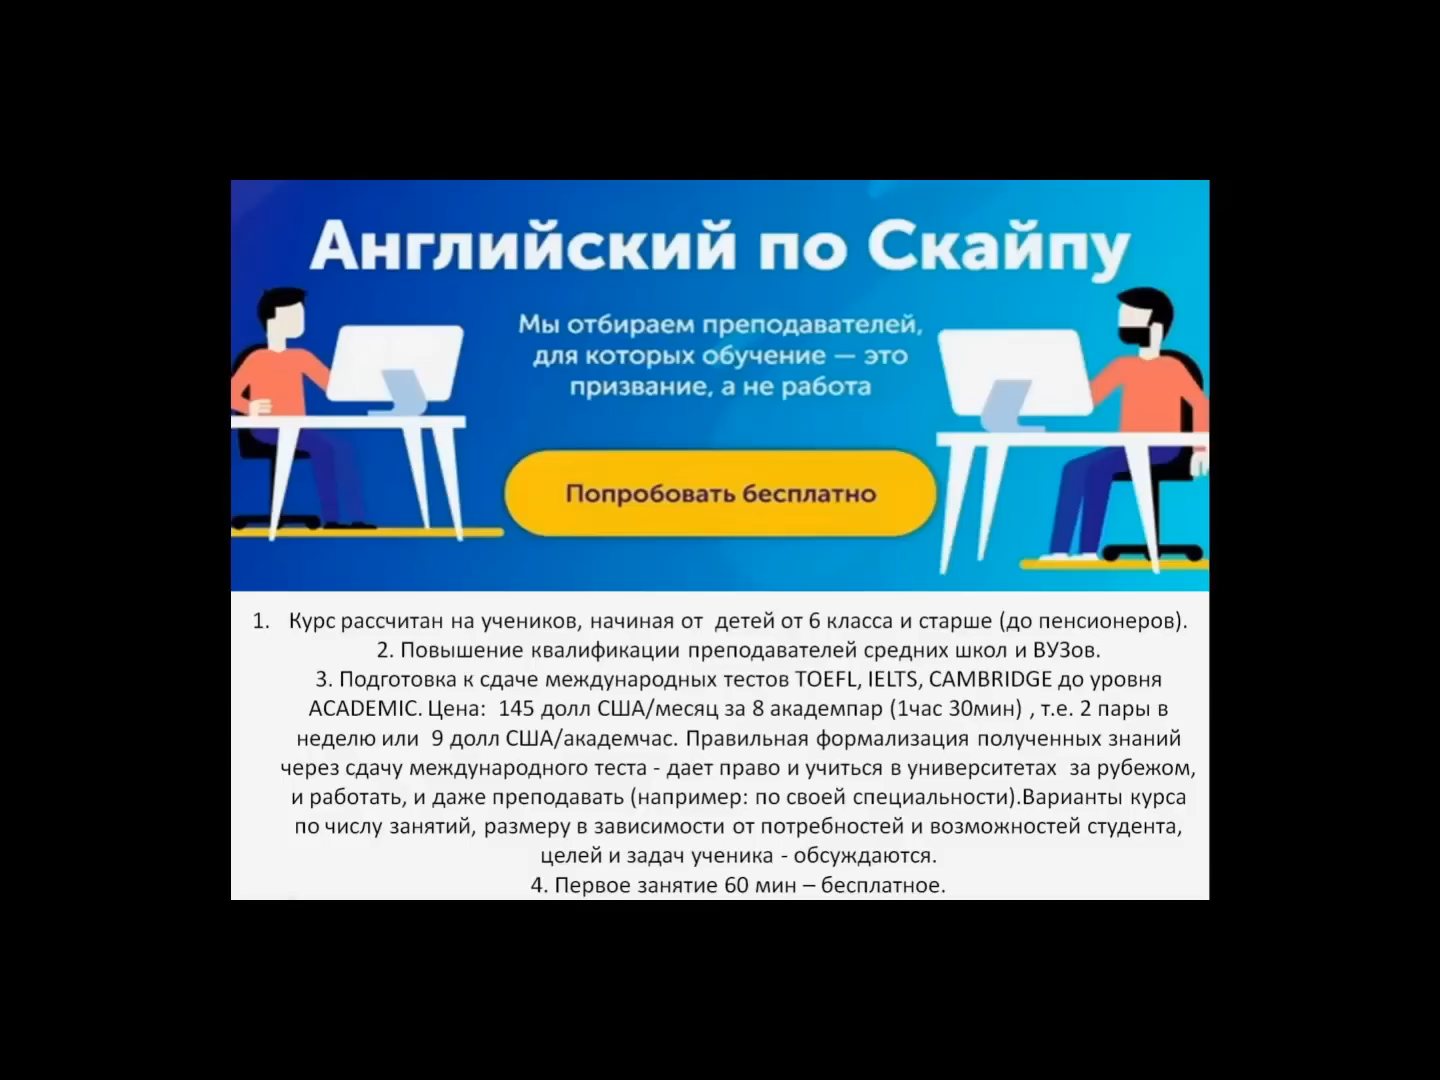 Английский по Скайпу
Мы отбираем преподавателей,
для которых обучение — это
призвание, а не работа
Попробовать бесплатно
1. Курс рассчитан на учеников, начиная от детей от 6 класса и старше (до пенсионеров).
2. Повышение квалификации преподавателей средних школ и ВУЗов.
3. Подготовка к сдаче международных тестов TOEFL, IELTS, CAMBRIDGE до уровня
ACADEMIC. Цена: 145 долл США/месяц за 8 академпар (1час 30мин) , т.е. 2 пары в
неделю или 9 долл США/академчас. Правильная формализация полученных знаний
через сдачу международного теста - дает право и учиться в университетах за рубежом,
и работать, и даже преподавать (например: по своей специальности).Варианты курса
по числу занятий, размеру в зависимости от потребностей и возможностей студента,
целей и задач ученика - обсуждаются.
4. Первое занятие 60 мин – бесплатное.